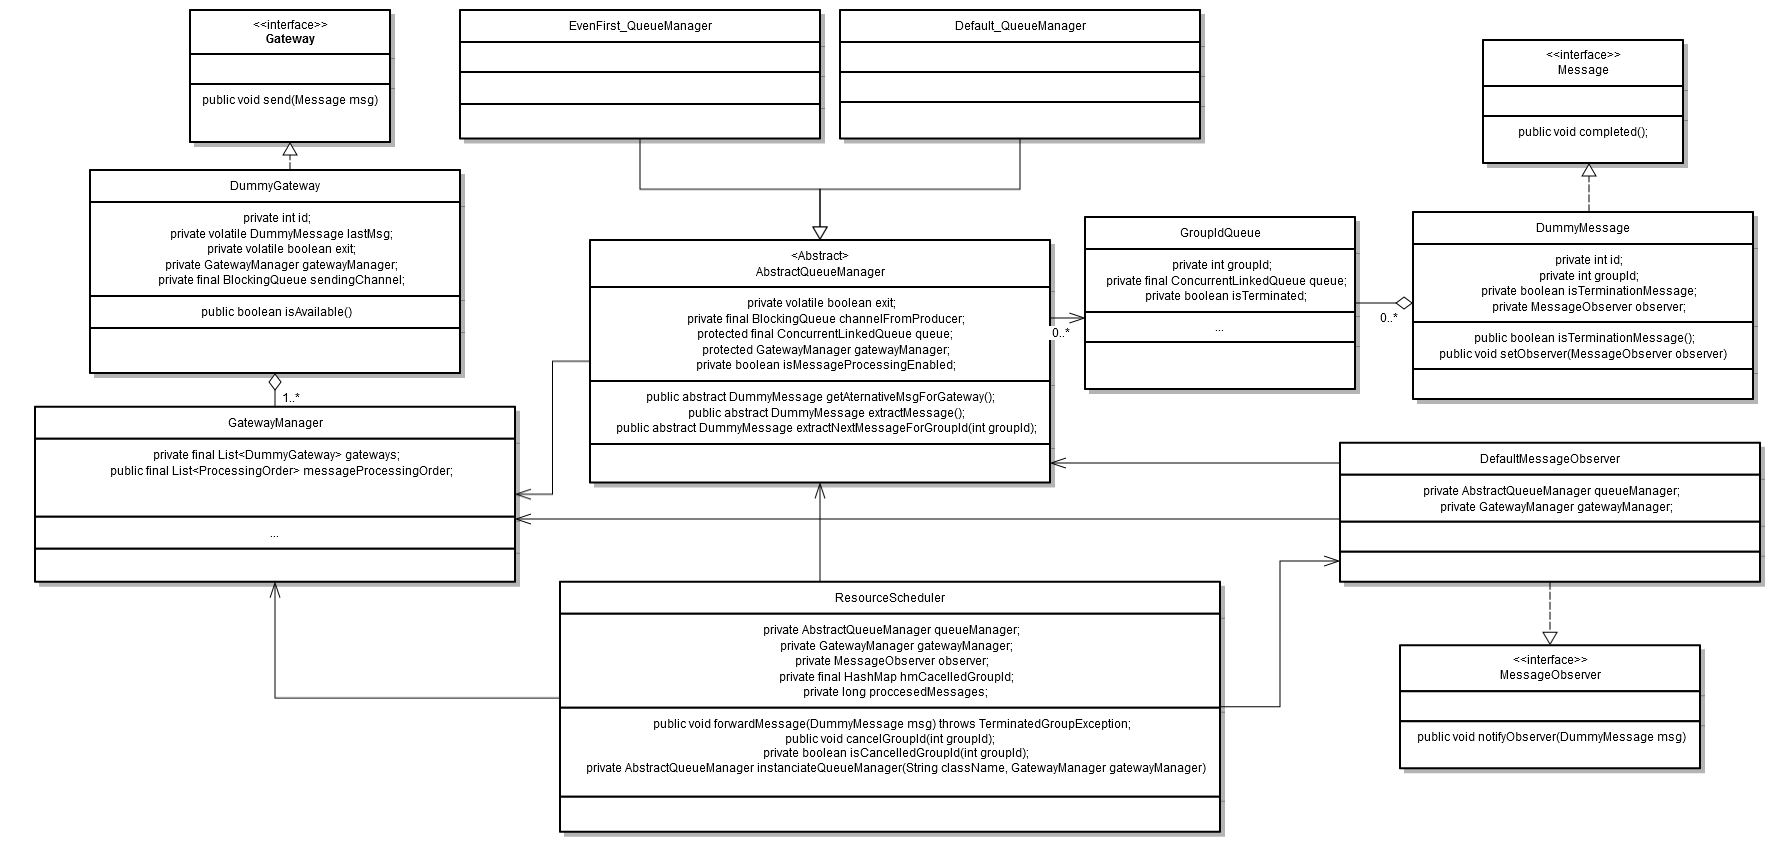 <<interface>>
Gateway
public void send(Message msg)
EvenFirst_QueueManager
Default_QueueManager
<<interface>>
Message
public void completed();
DummyGateway
private int id;
private volatile DummyMessage lastMsg;
private volatile boolean exit;
private GatewayManager gatewayManager;
private final BlockingQueue sendingChannel;
public boolean isAvailable()
1..*
<Abstract>
AbstractQueueManager
private volatile boolean exit;
private final BlockingQueue channelFromProducer;
protected final ConcurrentLinkedQueue queue;
protected GatewayManager gatewayManager;
private boolean isMessageProcessingEnabled;
public abstract DummyMessage getAternativeMsgForGateway();
public abstract DummyMessage extractMessage();
public abstract DummyMessage extractNextMessageForGroupId(int groupId);
0..*
GroupIdQueue
private int groupId;
private final ConcurrentLinkedQueue queue;
private boolean isTerminated;
...
0..*
DummyMessage
private int id;
private int groupId;
private boolean isTerminationMessage;
private MessageObserver observer;
public boolean isTerminationMessage();
public void setObserver(MessageObserver observer)
GatewayManager
private final List<DummyGateway> gateways;
public final List<ProcessingOrder> messageProcessingOrder;
...
DefaultMessageObserver
private AbstractQueueManager queueManager;
private GatewayManager gatewayManager;
ResourceScheduler
private AbstractQueueManager queueManager;
private GatewayManager gatewayManager;
private MessageObserver observer;
private final HashMap hmCacelledGroupId;
private long proccesedMessages;
public void forwardMessage(DummyMessage msg) throws TerminatedGroupException;
public void cancelGroupId(int groupId);
private boolean isCancelledGroupId(int groupId);
private AbstractQueueManager instanciateQueueManager(String className, GatewayManager gatewayManager)
<<interface>>
MessageObserver
public void notifyObserver(DummyMessage msg)